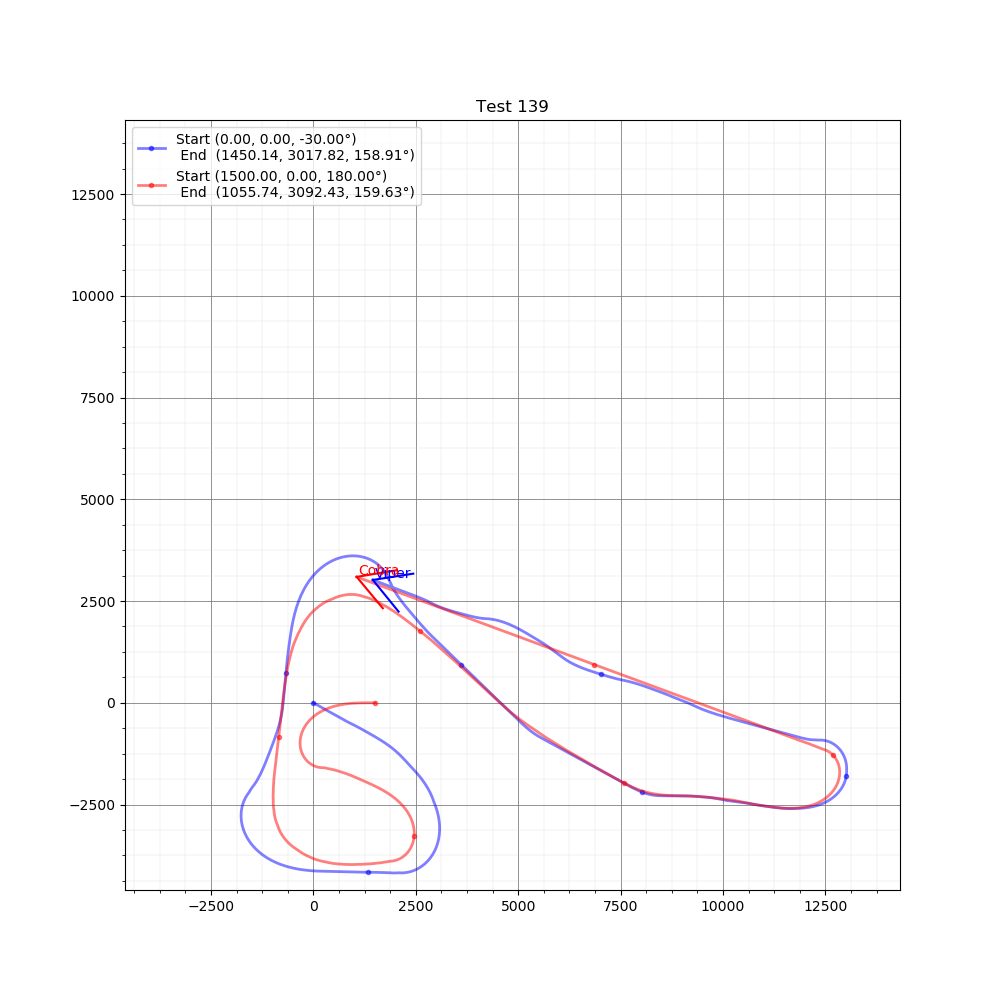 Test 139
Start (0.00, 0.00, -30.00°)
End (1450.14, 3017.82, 158.91°)
Start (1500.00, 0.00, 180.00°)
End (1055.74, 3092.43, 159.63°)
12500
10000
7500
5000
2500
0
−2500
Cobra
−2500
0
2500
5000
7500
10000
12500